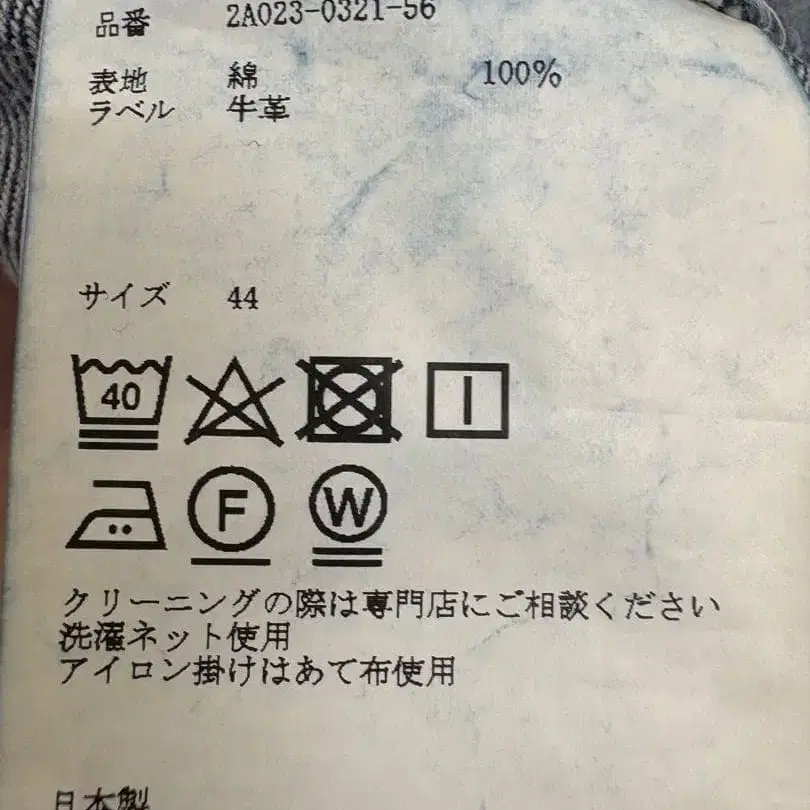 品番 2A023-0321-56
表地 綿 100%
ラベル 牛革
サイズ 44
40
F W
クリーニングの際は専門店にご相談ください
洗濯ネット使用
アイロン掛けはあて布使用
日本製